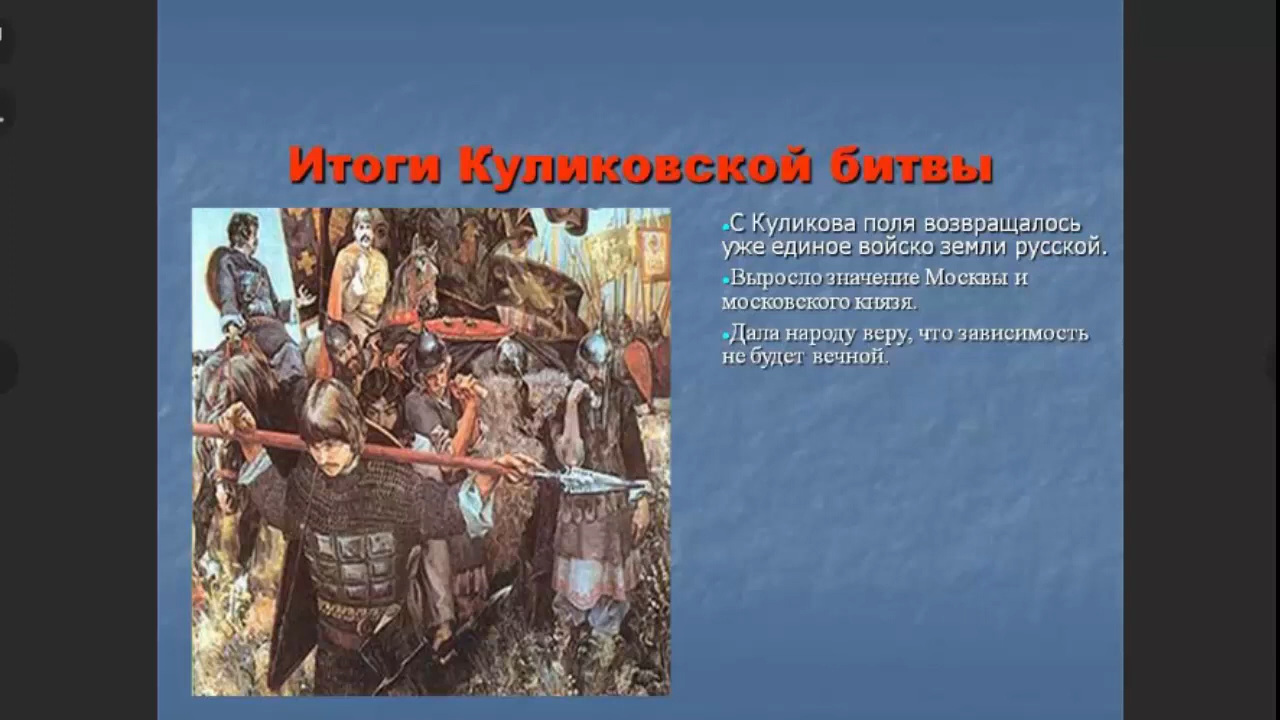 Итоги Куликовской битвы
С Куликова поля возвращалось
уже единое войско земли русской.
Выросло значение Москвы и
московского князя.
Дала народу веру, что зависимость
не будет вечной.